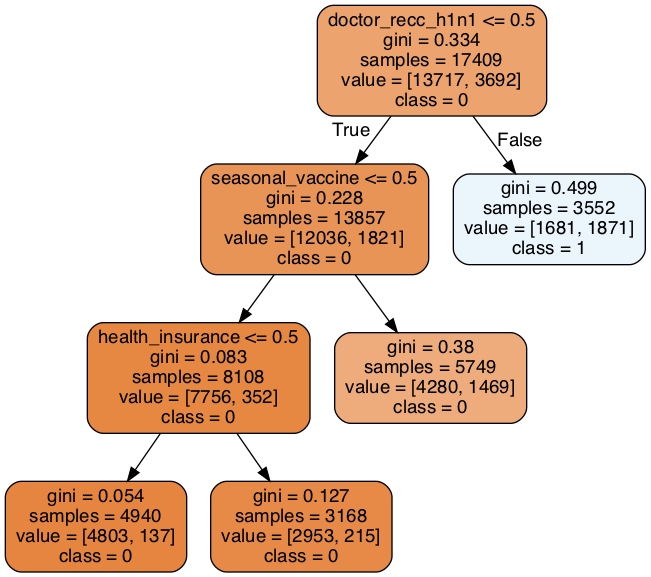 doctor_recc_h1n1 <= 0.5
gini = 0.334
samples = 17409
value = [13717, 3692]
class = 0
True
False
seasonal_vaccine <= 0.5
gini = 0.228
samples = 13857
value = [12036, 1821]
class = 0
gini = 0.499
samples = 3552
value = [1681, 1871]
class = 1
health_insurance <= 0.5
gini = 0.083
samples = 8108
value = [7756, 352]
class = 0
gini = 0.38
samples = 5749
value = [4280, 1469]
class = 0
gini = 0.054
samples = 4940
value = [4803, 137]
class = 0
gini = 0.127
samples = 3168
value = [2953, 215]
class = 0